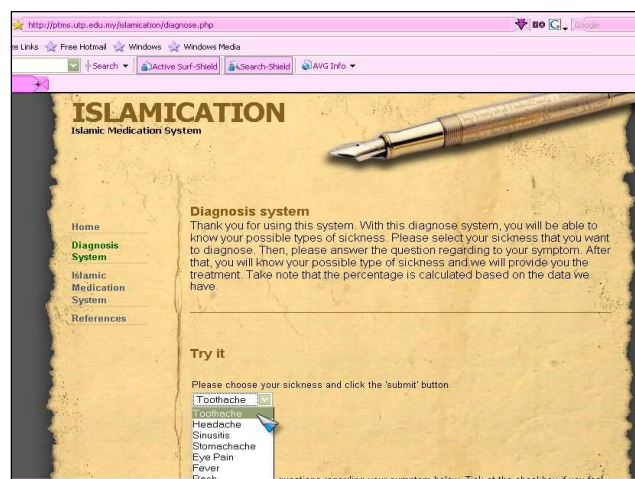 http://ptms.utp.edu.my/islamication/diagnose.php
Google
Links Free Hotmail Windows Windows Media
Search Active Surf-Shield Search-Shield AVG Info
ISLAMICATION
Islamic Medication System
Home
Diagnosis
System
Islamic
Medication
System
References
Diagnosis system
Thank you for using this system. With this diagnose system, you will be able to
know your possible types of sickness. Please select your sickness that you want
to diagnose. Then, please answer the question regarding to your symptom. After
that, you will know your possible type of sickness and we will provide you the
treatment. Take note that the percentage is calculated based on the data we
have.
Try it
Please choose your sickness and click the 'submit' button.
Toothache
Toothache
Headache
Sinusitis
Stomachache
Eye Pain
Fever
Rash
questions regarding your symptom below. Tick at the checkbox if you feel